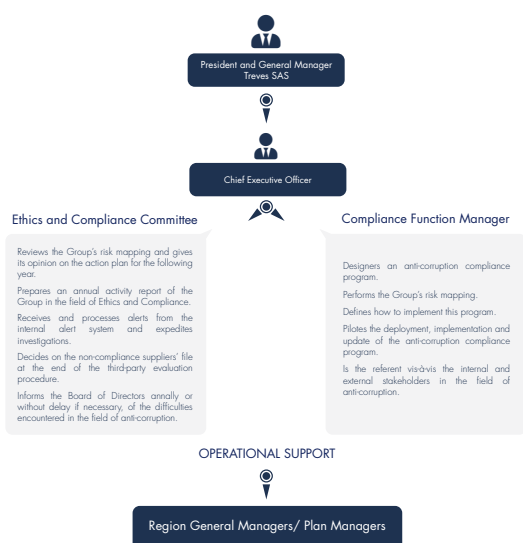 President and General Manager
Treves SAS
Chief Executive Officer
Ethics and Compliance Committee
Reviews the Group's risk mapping and gives
its opinion on the action plan for the following
year.
Prepares an annual activity report of the
Group in the field of Ethics and Compliance.
Receives and processes alerts from the
internal alert system and expedites
investigations.
Decides on the non-compliance suppliers' file
at the end of the third-party evaluation
procedure.
Informs the Board of Directors annally or
without delay if necessary, of the difficulties
encountered in the field of anti-corruption.
Compliance Function Manager
Designers an anti-corruption compliance
program.
Performs the Group's risk mapping.
Defines how to implement this program.
Pilotes the deployment, implementation and
update of the anti-corruption compliance
program.
Is the referent vis-à-vis the internal and
external stakeholders in the field of
anti-corruption.
OPERATIONAL SUPPORT
Region General Managers/ Plan Managers